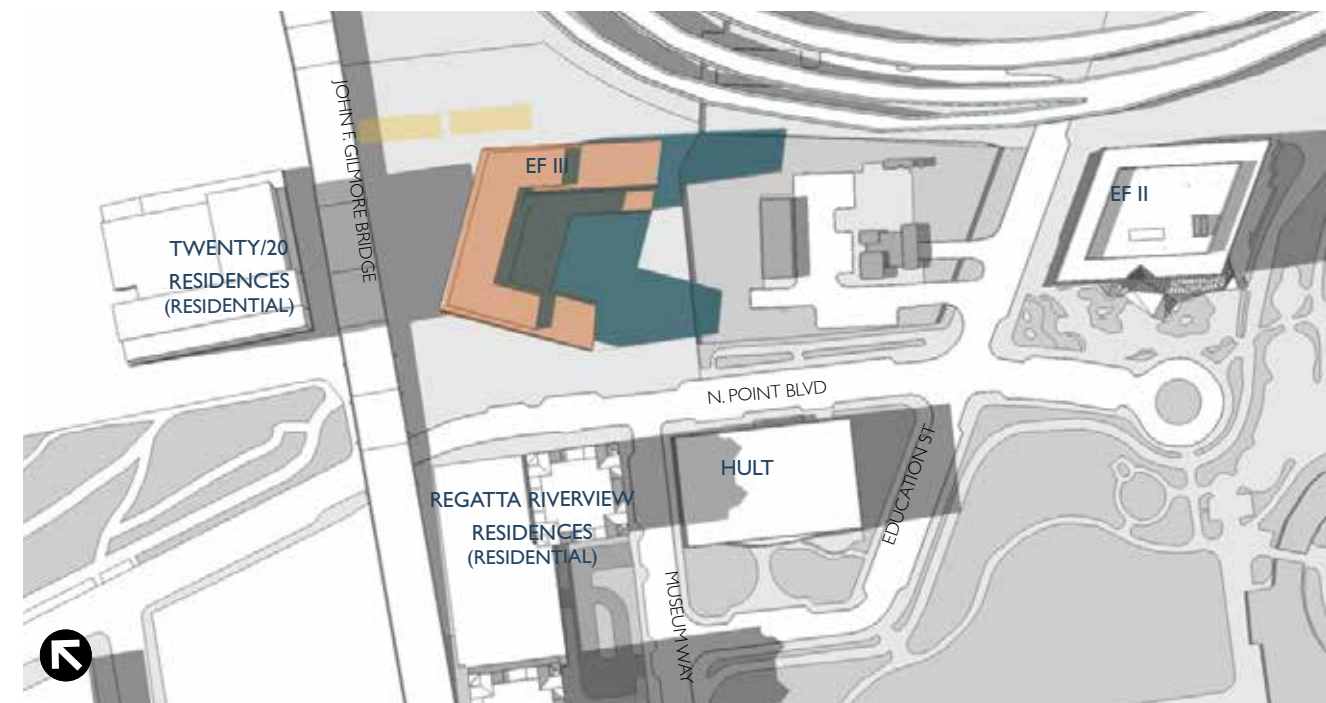 JOHN F. GILMORE BRIDGE
EF III
EF II
TWENTY/20
RESIDENCES
(RESIDENTIAL)
N. POINT BLVD
HULT
EDUCATION ST
REGATTA RIVERVIEW
RESIDENCES
(RESIDENTIAL)
MUSEUM WAY